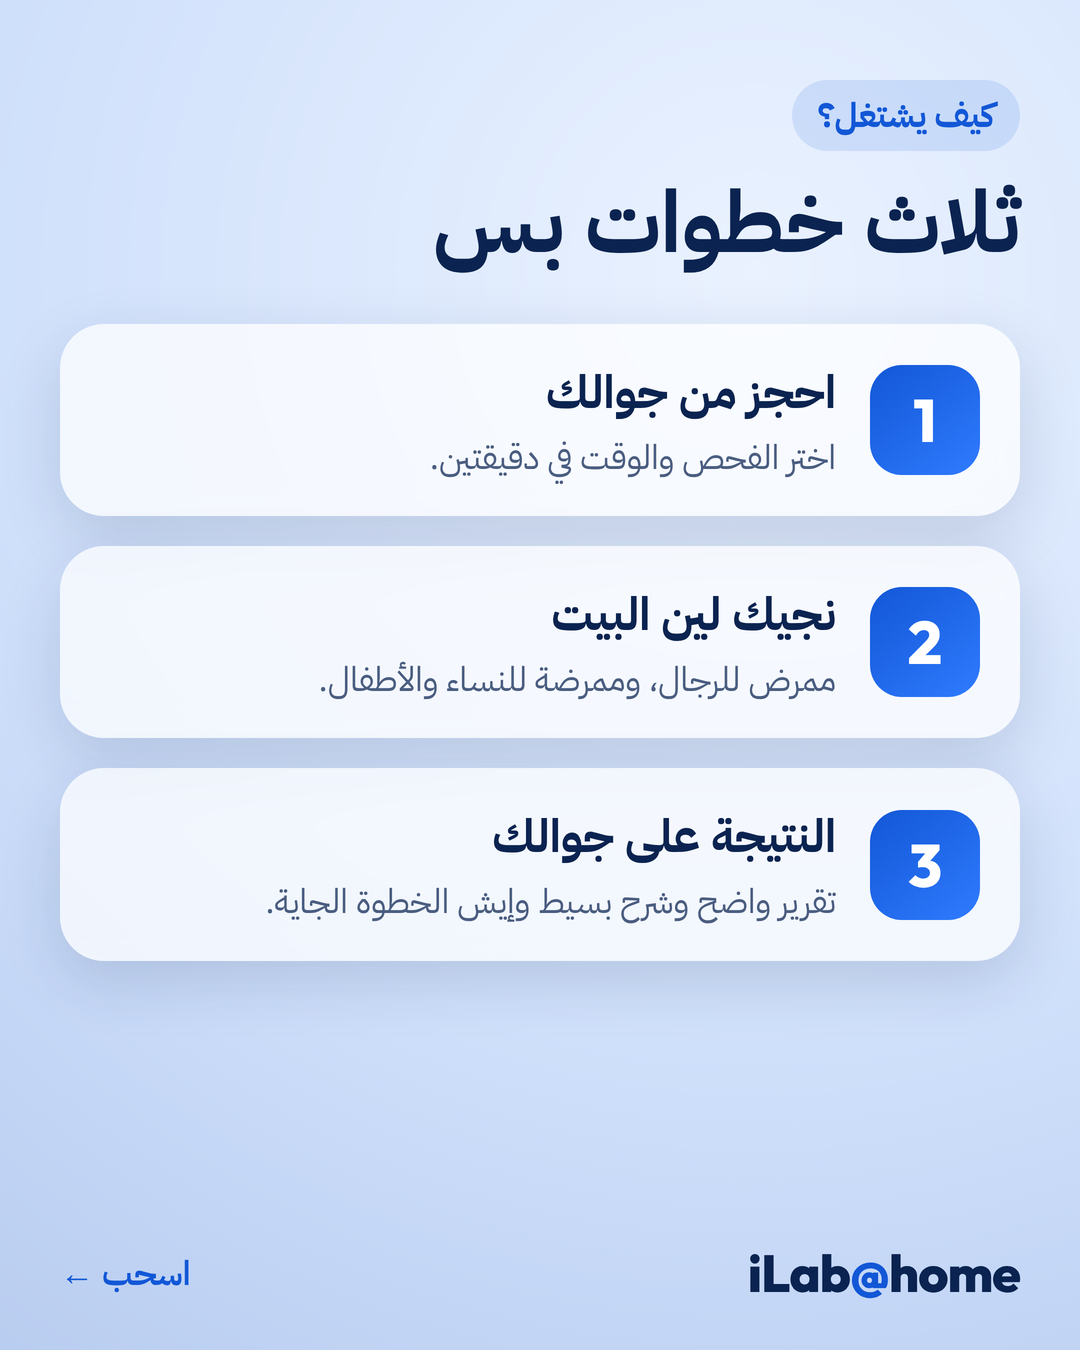 كيف يشتغل؟
ثلاث خطوات بس
1
احجز من جوالك
اختر الفحص والوقت في دقيقتين.
2
نجيك لين البيت
ممرض للرجال، وممرضة للنساء والأطفال.
3
النتيجة على جوالك
تقرير واضح وشرح بسيط وإيش الخطوة الجاية.
iLab@home
اسحب ←